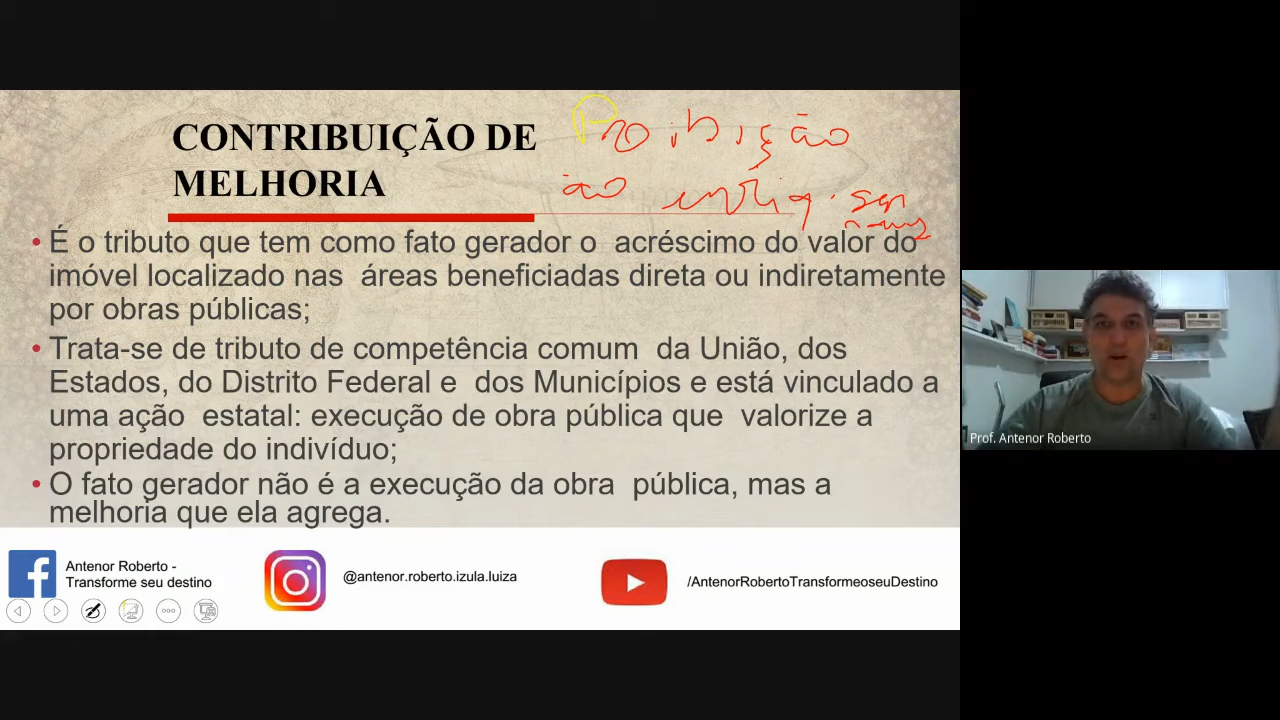 CONTRIBUIÇÃO DE
MELHORIA
Proibição
ao enriq. sem
• É o tributo que tem como fato gerador o acréscimo do valor do
imóvel localizado nas áreas beneficiadas direta ou indiretamente
por obras públicas;
• Trata-se de tributo de competência comum da União, dos
Estados, do Distrito Federal e dos Municípios e está vinculado a
uma ação estatal: execução de obra pública que valorize a
propriedade do indivíduo;
• O fato gerador não é a execução da obra pública, mas a
melhoria que ela agrega.
Antenor Roberto -
Transforme seu destino
@antenor.roberto.izula.luiza
/AntenorRobertoTransformeoseuDestino
Prof. Antenor Roberto